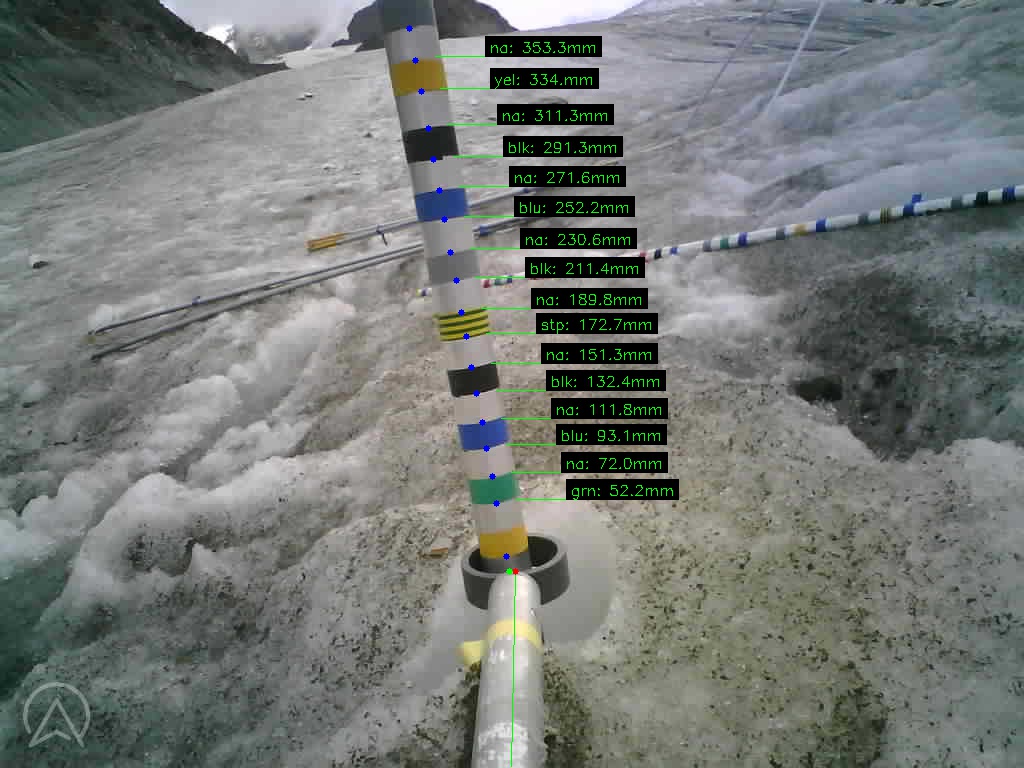 na: 353.3mm
yel: 334.mm
na: 311.3mm
blk: 291.3mm
na: 271.6mm
blu: 252.2mm
na: 230.6mm
blk: 211.4mm
na: 189.8mm
stp: 172.7mm
na: 151.3mm
blk: 132.4mm
na: 111.8mm
blu: 93.1mm
na: 72.0mm
grn: 52.2mm